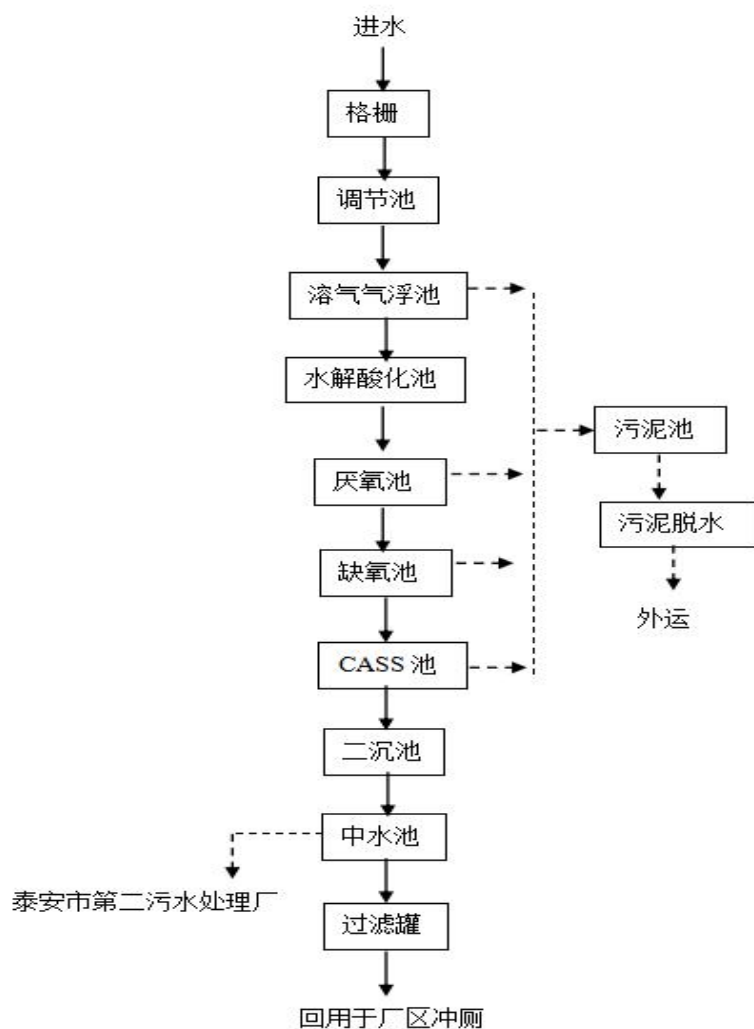 进水
格栅
调节池
溶气气浮池
水解酸化池
污泥池
厌氧池
污泥脱水
缺氧池
外运
CASS 池
二沉池
中水池
泰安市第二污水处理厂
过滤罐
回用于厂区冲厕